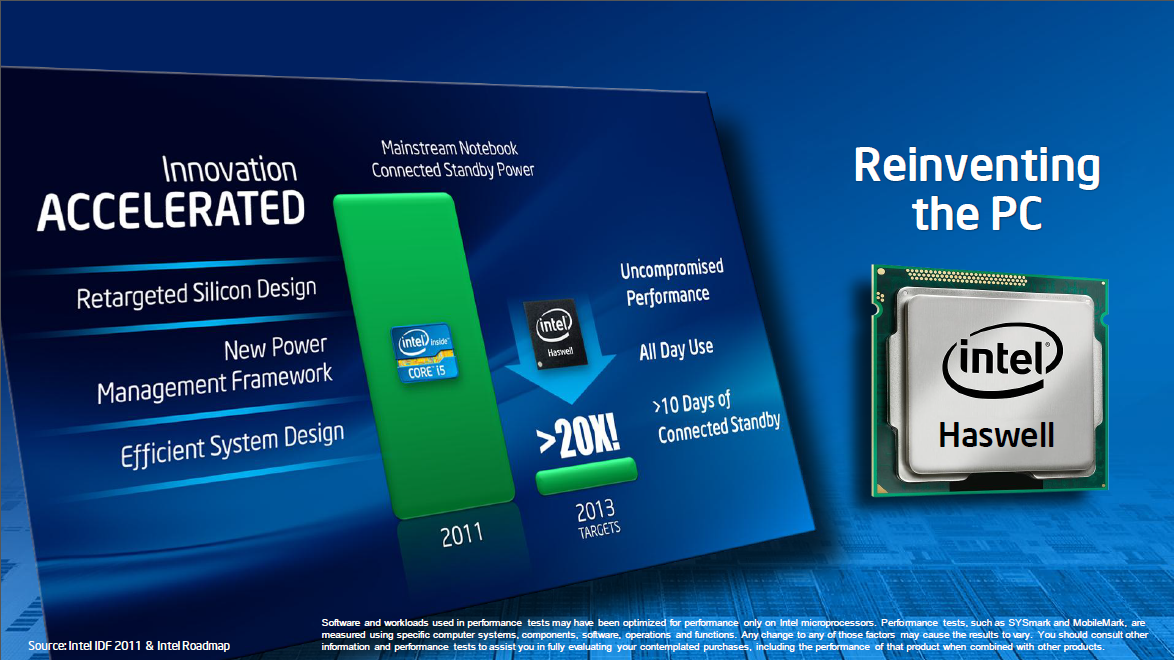 Innovation
ACCELERATED
Retargeted Silicon Design
New Power
Management Framework
Efficient System Design
Mainstream Notebook
Connected Standby Power
intel inside™
CORE™ i5
2011
intel
Haswell
>20X!
2013
TARGETS
Uncompromised
Performance
All Day Use
>10 Days of
Connected Standby
Reinventing
the PC
intel®
Haswell
Source: Intel IDF 2011 & Intel Roadmap
Software and workloads used in performance tests may have been optimized for performance only on Intel microprocessors. Performance tests, such as SYSmark and MobileMark, are
measured using specific computer systems, components, software, operations and functions. Any change to any of those factors may cause the results to vary. You should consult other
information and performance tests to assist you in fully evaluating your contemplated purchases, including the performance of that product when combined with other products.